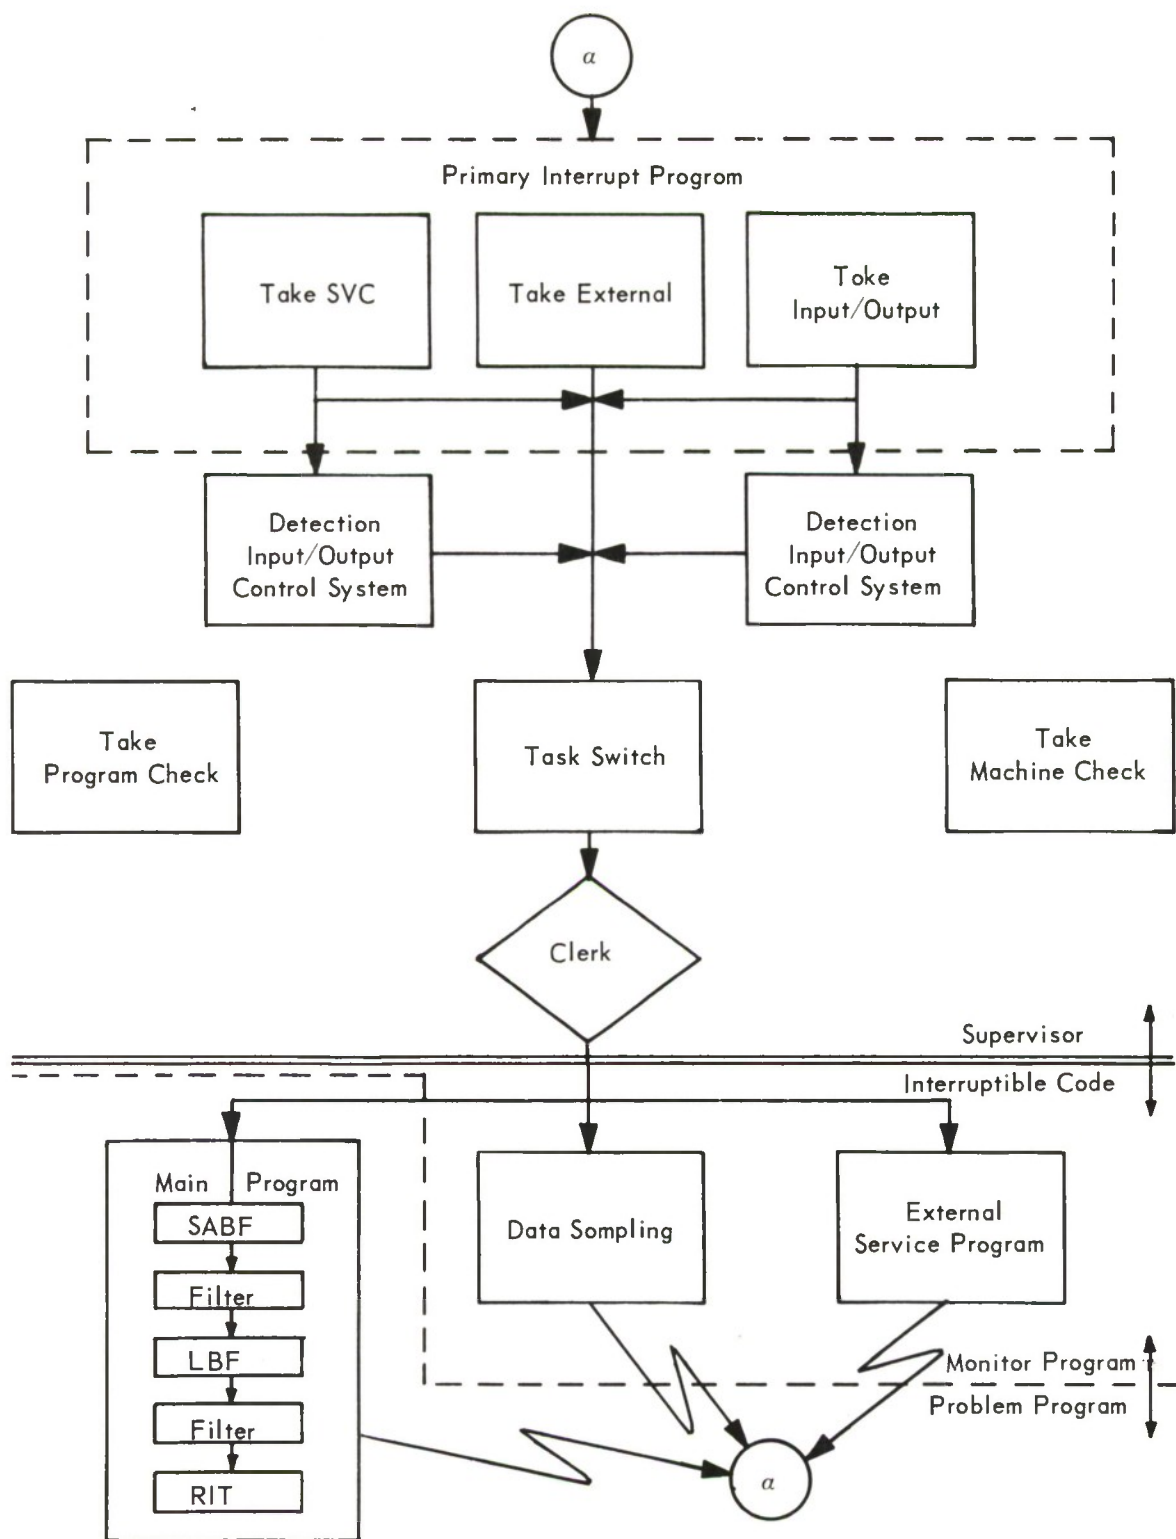 α
Primary Interrupt Progrom
Take SVC
Take External
Toke
Input/Output
Detection
Input/Output
Control System
Detection
Input/Output
Control System
Take
Program Check
Task Switch
Take
Machine Check
Clerk
Supervisor
Interruptible Code
Main Program
SABF
Filter
LBF
Filter
RIT
Data Sompling
External
Service Program
Monitor Program
Problem Program
α